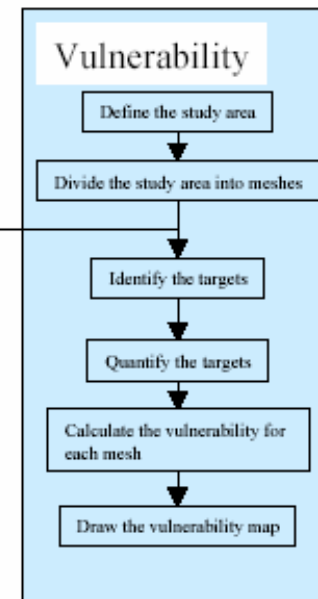 Vulnerability
Define the study area
Divide the study area into meshes
Identify the targets
Quantify the targets
Calculate the vulnerability for
each mesh
Draw the vulnerability map